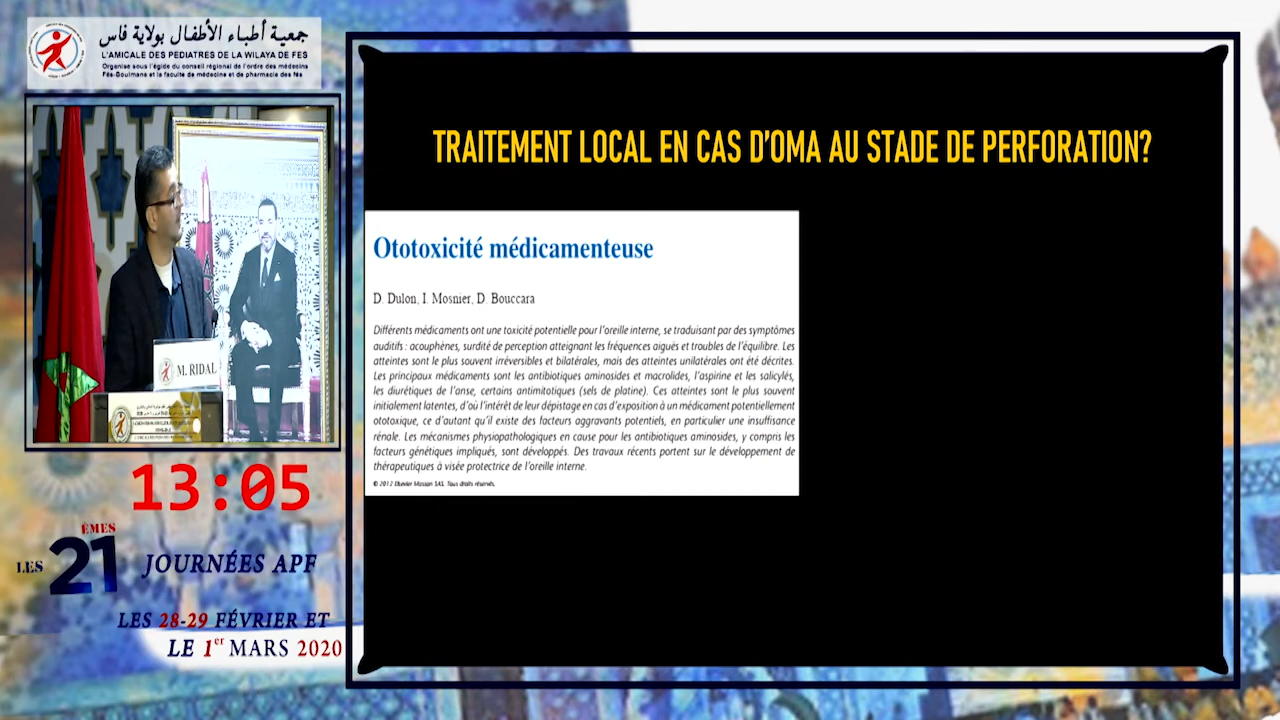 جمعية أطباء الأطفال بولاية فاس
L'AMICALE DES PEDIATRES DE LA WILAYA DE FES
Organise sous l'égide du conseil régional de l'ordre des médecins
Fès-Boulmans et la faculté de médecine et de pharmacie des fès
M. RIDAL
13:05
LES 21 ÈMES JOURNÉES APF
LES 28-29 FÉVRIER ET
LE 1er MARS 2020
TRAITEMENT LOCAL EN CAS D'OMA AU STADE DE PERFORATION?
Ototoxicité médicamenteuse
D. Dulon, I. Mosnier, D. Bouccara
Différents médicaments ont une toxicité potentielle pour l'oreille interne, se traduisant par des symptômes
auditifs : acouphènes, surdité de perception atteignant les fréquences aiguës et troubles de l'équilibre. Les
atteintes sont le plus souvent irréversibles et bilatérales, mais des atteintes unilatérales ont été décrites.
Les principaux médicaments sont les antibiotiques aminosides et macrolides, l'aspirine et les salicylés,
les diurétiques de l'anse, certains antimitotiques (sels de platine). Ces atteintes sont le plus souvent
initialement latentes, d'où l'intérêt de leur dépistage en cas d'exposition à un médicament potentiellement
ototoxique, ce d'autant qu'il existe des facteurs aggravants potentiels, en particulier une insuffisance
rénale. Les mécanismes physiopathologiques en cause pour les antibiotiques aminosides, y compris les
facteurs génétiques impliqués, sont développés. Des travaux récents portent sur le développement de
thérapeutiques à visée protectrice de l'oreille interne.
© 2012 Elsevier Masson SAS. Tous droits réservés.